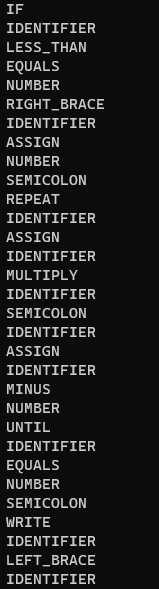 IF
IDENTIFIER
LESS_THAN
EQUALS
NUMBER
RIGHT_BRACE
IDENTIFIER
ASSIGN
NUMBER
SEMICOLON
REPEAT
IDENTIFIER
ASSIGN
IDENTIFIER
MULTIPLY
IDENTIFIER
SEMICOLON
IDENTIFIER
ASSIGN
IDENTIFIER
MINUS
NUMBER
UNTIL
IDENTIFIER
EQUALS
NUMBER
SEMICOLON
WRITE
IDENTIFIER
LEFT_BRACE
IDENTIFIER